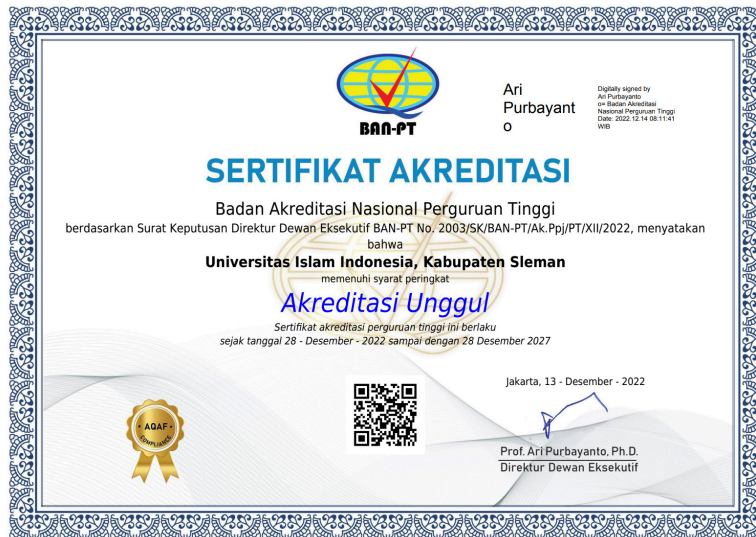 BAN-PT
Ari
Purbayant
o
Digitally signed by
Ari Purbayanto
o= Badan Akreditasi
Nasional Perguruan Tinggi
Date: 2022.12.14 08:11:41
WIB
SERTIFIKAT AKREDITASI
Badan Akreditasi Nasional Perguruan Tinggi
berdasarkan Surat Keputusan Direktur Dewan Eksekutif BAN-PT No. 2003/SK/BAN-PT/Ak.Ppj/PT/XII/2022, menyatakan
bahwa
Universitas Islam Indonesia, Kabupaten Sleman
memenuhi syarat peringkat
Akreditasi Unggul
Sertifikat akreditasi perguruan tinggi ini berlaku
sejak tanggal 28 - Desember - 2022 sampai dengan 28 Desember 2027
Jakarta, 13 - Desember - 2022
AQAF
COMPLIANCE
Prof. Ari Purbayanto, Ph.D.
Direktur Dewan Eksekutif